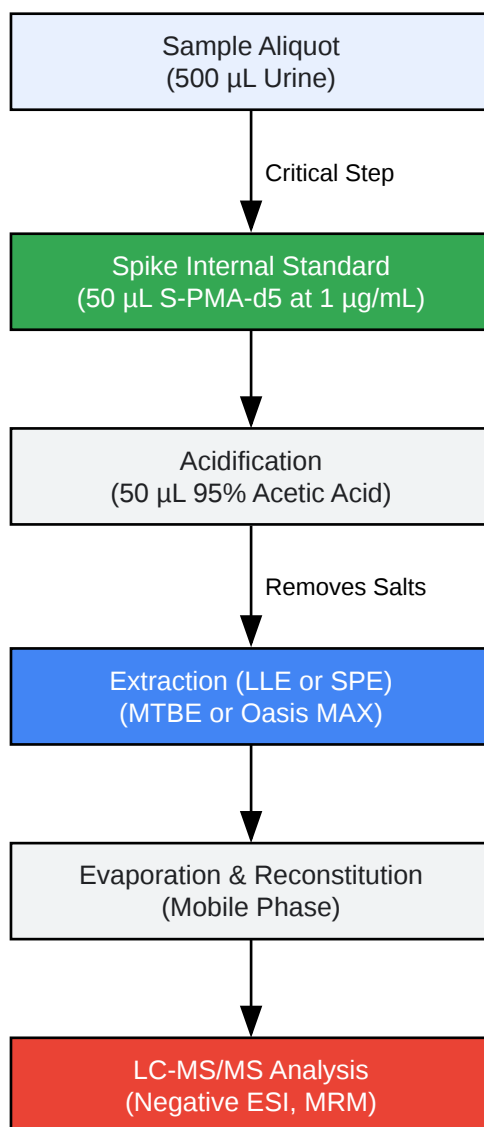 Sample Aliquot
(500 µL Urine)
Critical Step
Spike Internal Standard
(50 µL S-PMA-d5 at 1 µg/mL)
Acidification
(50 µL 95% Acetic Acid)
Removes Salts
Extraction (LLE or SPE)
(MTBE or Oasis MAX)
Evaporation & Reconstitution
(Mobile Phase)
LC-MS/MS Analysis
(Negative ESI, MRM)